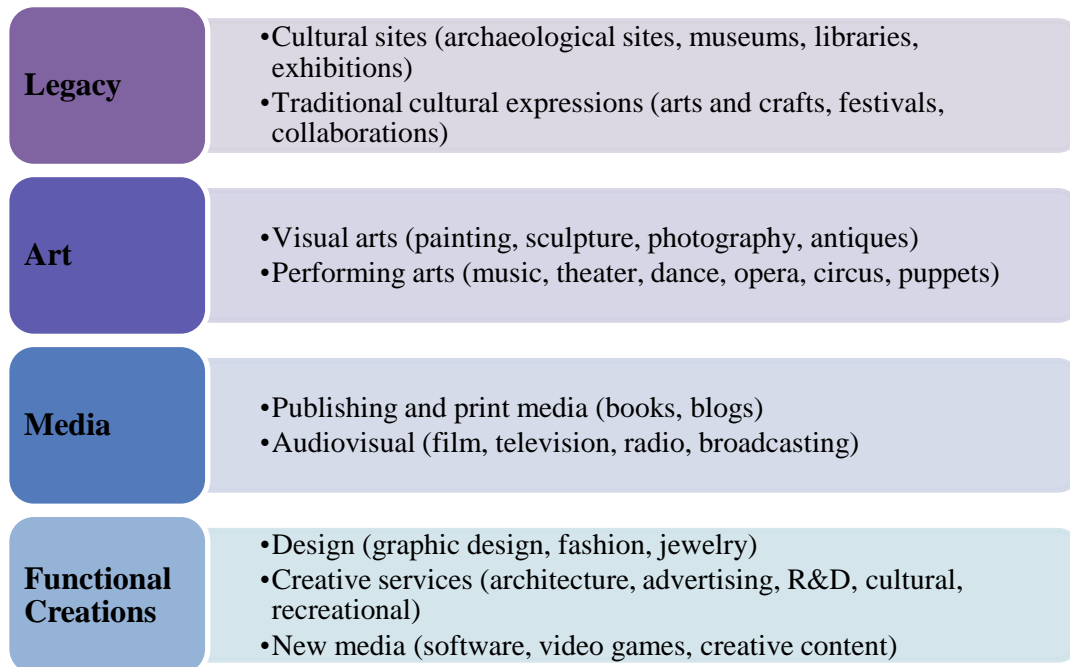 Legacy
•Cultural sites (archaeological sites, museums, libraries,
exhibitions)
•Traditional cultural expressions (arts and crafts, festivals,
collaborations)
Art
•Visual arts (painting, sculpture, photography, antiques)
•Performing arts (music, theater, dance, opera, circus, puppets)
Media
•Publishing and print media (books, blogs)
•Audiovisual (film, television, radio, broadcasting)
Functional
Creations
•Design (graphic design, fashion, jewelry)
•Creative services (architecture, advertising, R&D, cultural,
recreational)
•New media (software, video games, creative content)